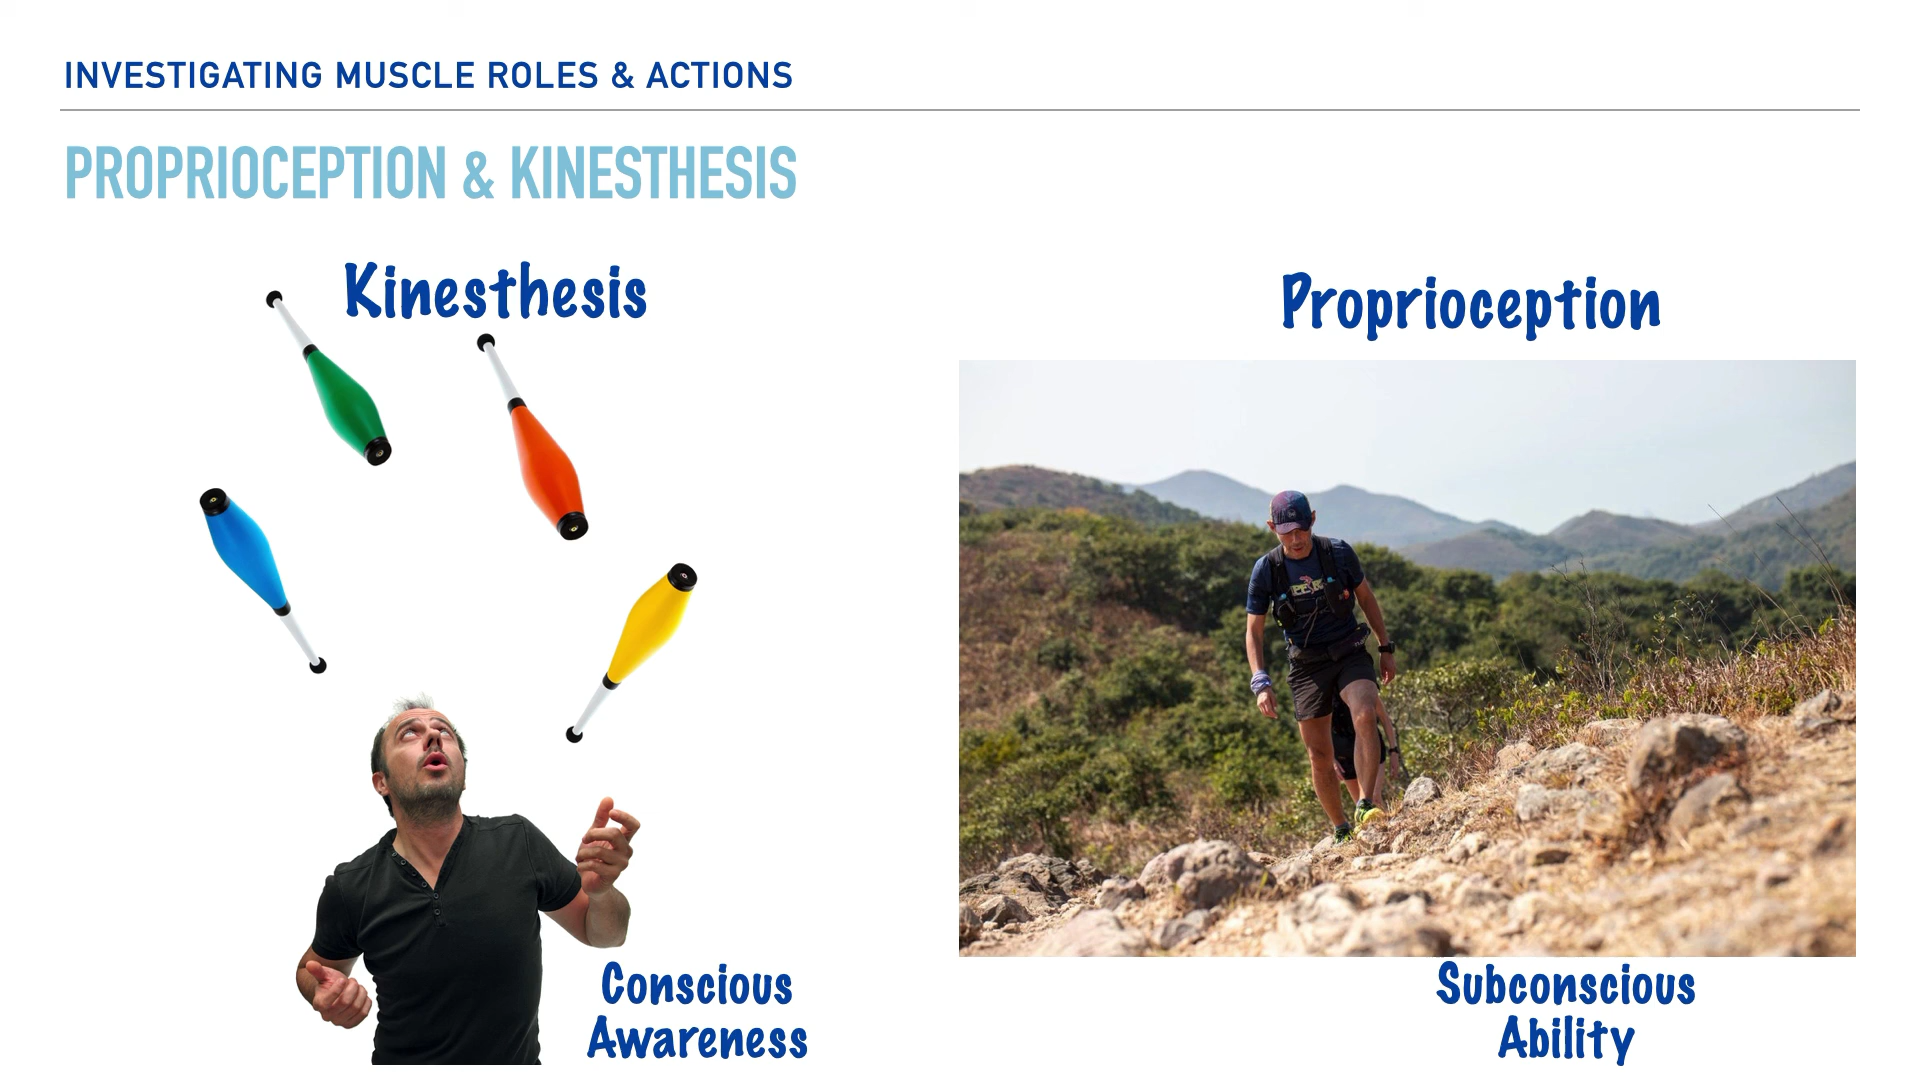 INVESTIGATING MUSCLE ROLES & ACTIONS
PROPRIOCEPTION & KINESTHESIS
Kinesthesis
Proprioception
Conscious
Awareness
Subconscious
Ability